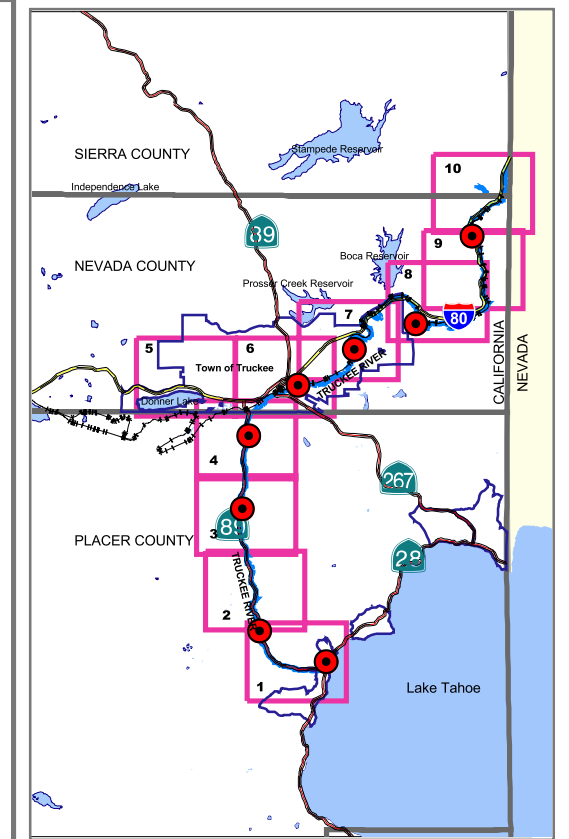 10
SIERRA COUNTY
Stampede Reservoir
Independence Lake
89
9
Boca Reservoir
NEVADA COUNTY
8
Prosser Creek Reservoir
7
80
5
6
CALIFORNIA
NEVADA
Town of Truckee
TRUCKEE RIVER
Donner Lake
4
267
89
3
PLACER COUNTY
28
TRUCKEE RIVER
2
1
Lake Tahoe